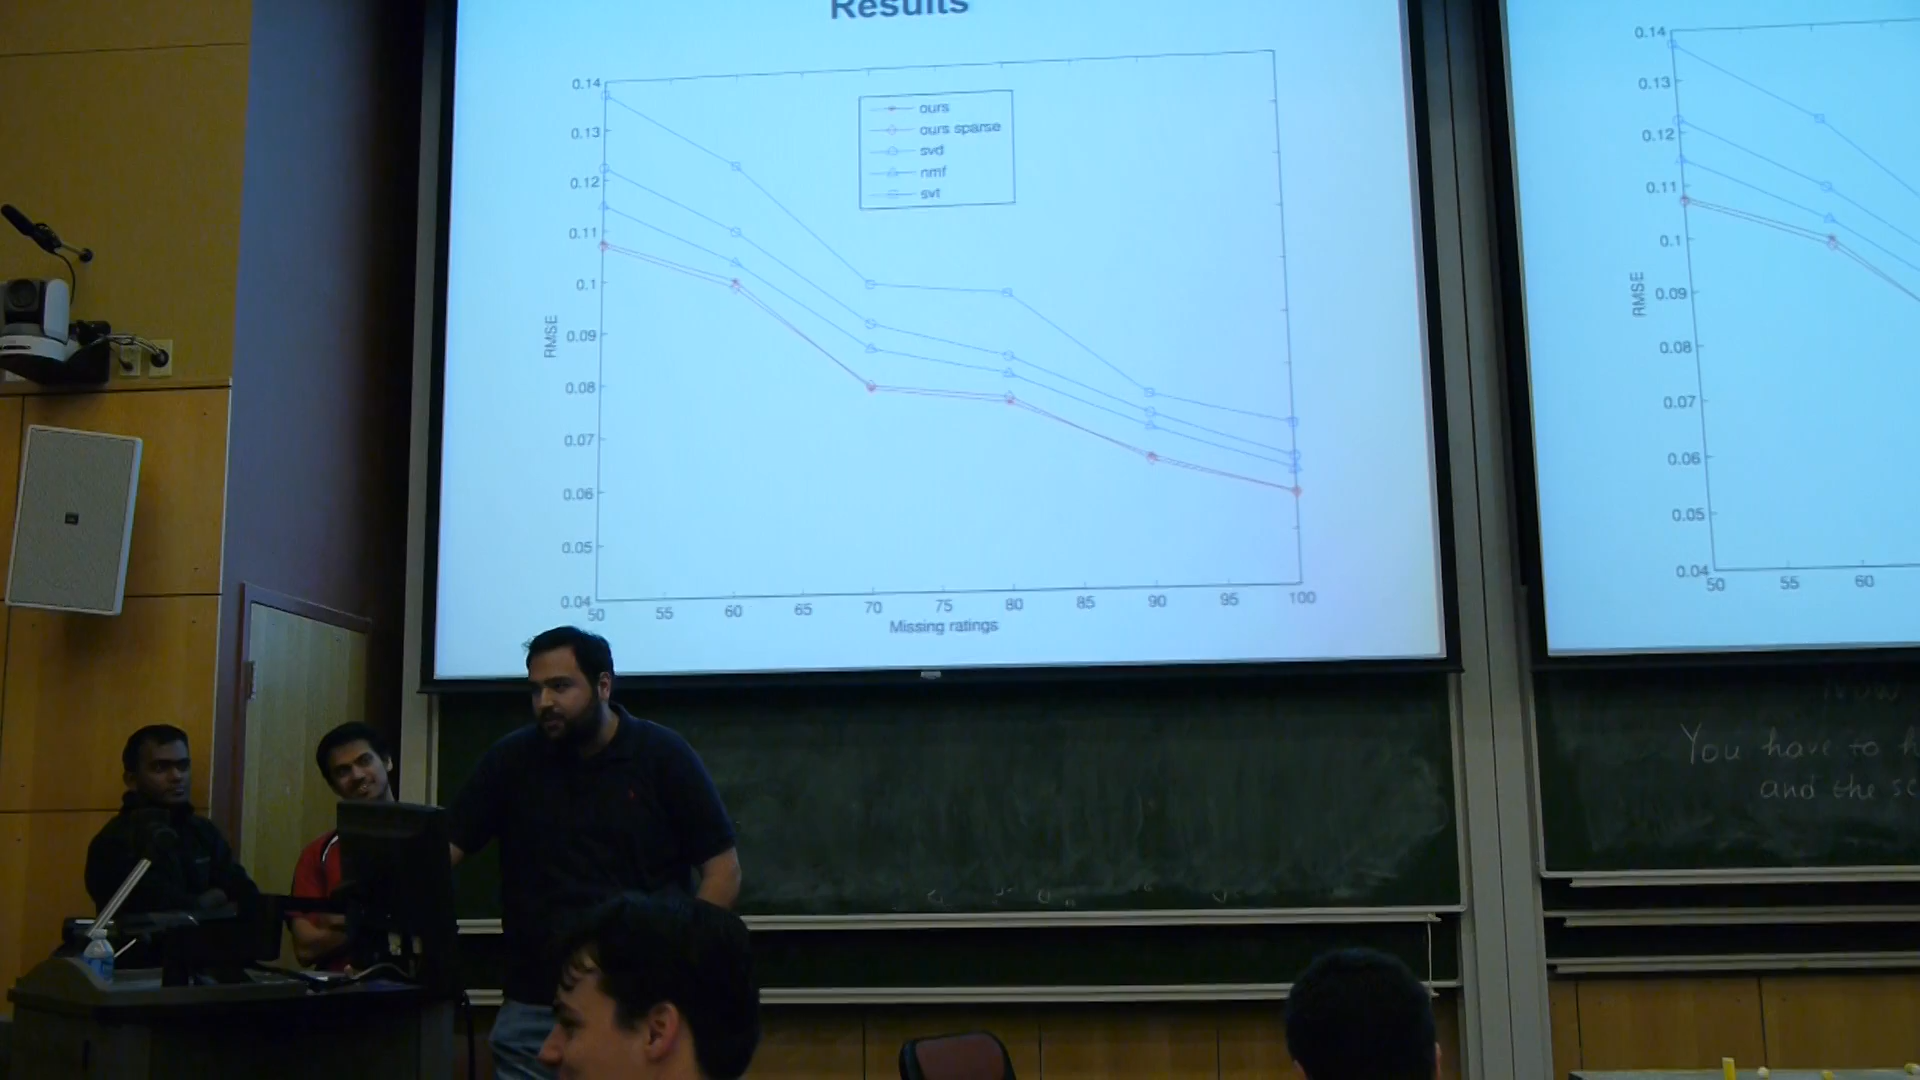 Results
0.14
0.13
0.12
0.11
0.1
0.09
0.08
0.07
0.06
0.05
0.04
RMSE
ours
ours sparse
svd
nmf
svt
50 55 60 65 70 75 80 85 90 95 100
Missing ratings
0.14
0.13
0.12
0.11
0.1
0.09
0.08
0.07
0.06
0.05
0.04
RMSE
50 55 60
Now
You have to
and the